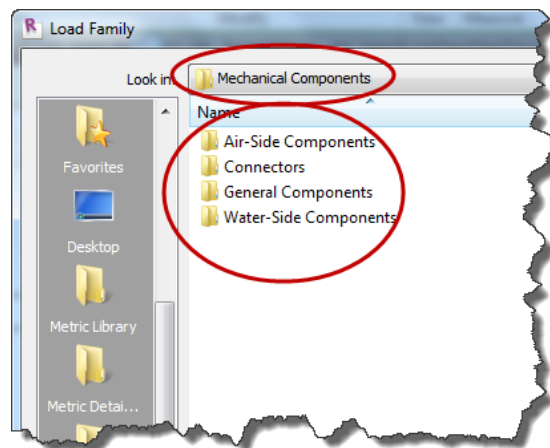 Load Family
Look in:
Mechanical Components
Name
Air-Side Components
Connectors
General Components
Water-Side Components
Favorites
Desktop
Metric Library
Metric Detai...